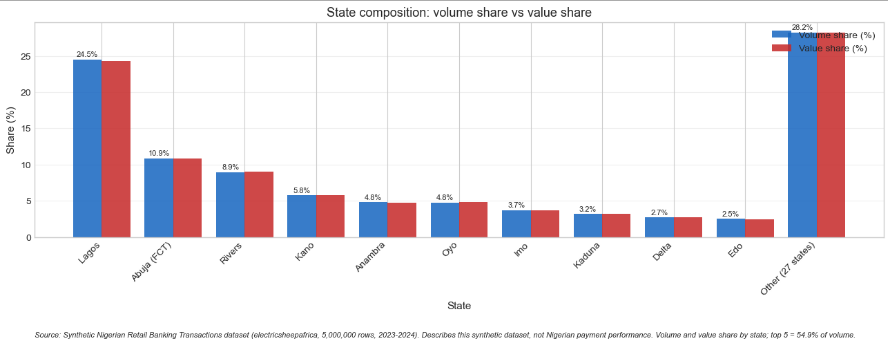 State composition: volume share vs value share
28.2%
Volume share (%)
Value share (%)
24.5%
10.9%
8.9%
5.8%
4.8%
4.8%
3.7%
3.2%
2.7%
2.5%
Share (%)
25
20
15
10
5
0
Lagos
Abuja (FCT)
Rivers
Kano
Anambra
Oyo
Imo
Kaduna
Delta
Edo
Other (27 states)
State
Source: Synthetic Nigerian Retail Banking Transactions dataset (electricsheepafrica, 5,000,000 rows, 2023-2024). Describes this synthetic dataset, not Nigerian payment performance. Volume and value share by state; top 5 = 54.9% of volume.